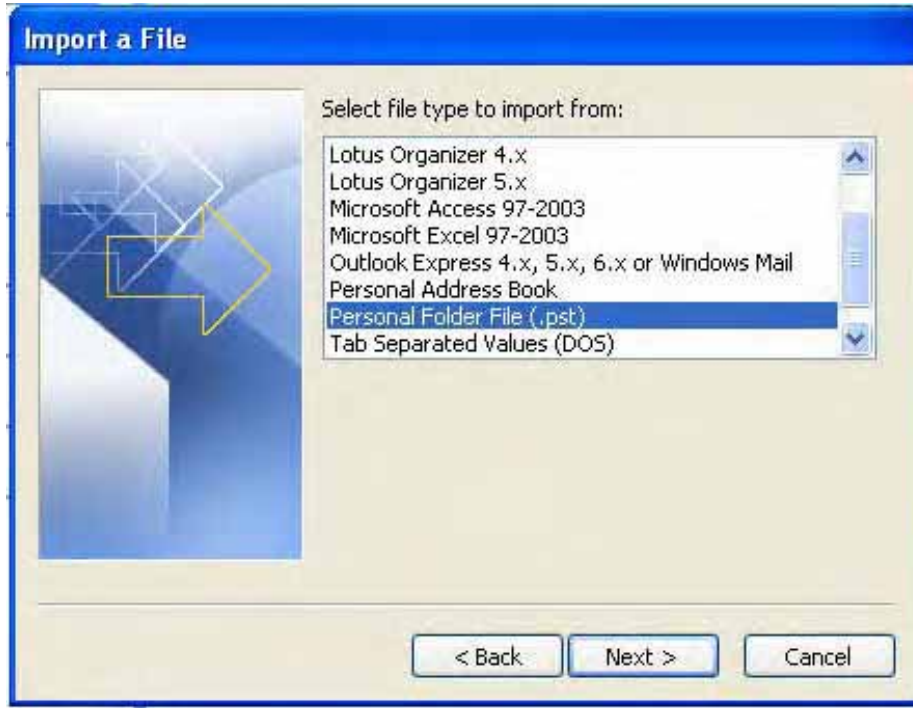 Import a File
Select file type to import from:
Lotus Organizer 4.x
Lotus Organizer 5.x
Microsoft Access 97-2003
Microsoft Excel 97-2003
Outlook Express 4.x, 5.x, 6.x or Windows Mail
Personal Address Book
Personal Folder File (.pst)
Tab Separated Values (DOS)
< Back Next > Cancel